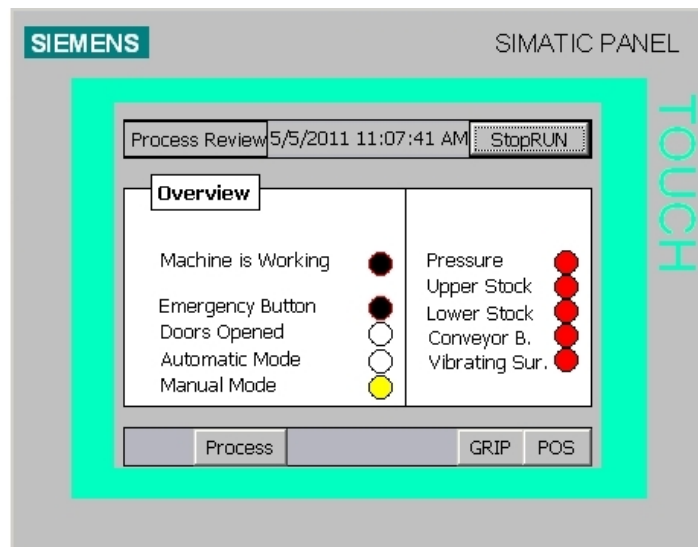 SIEMENS
SIMATIC PANEL
TOUCH
Process Review 5/5/2011 11:07:41 AM StopRUN
Overview
Machine is Working
Emergency Button
Doors Opened
Automatic Mode
Manual Mode
Pressure
Upper Stock
Lower Stock
Conveyor B.
Vibrating Sur.
Process GRIP POS